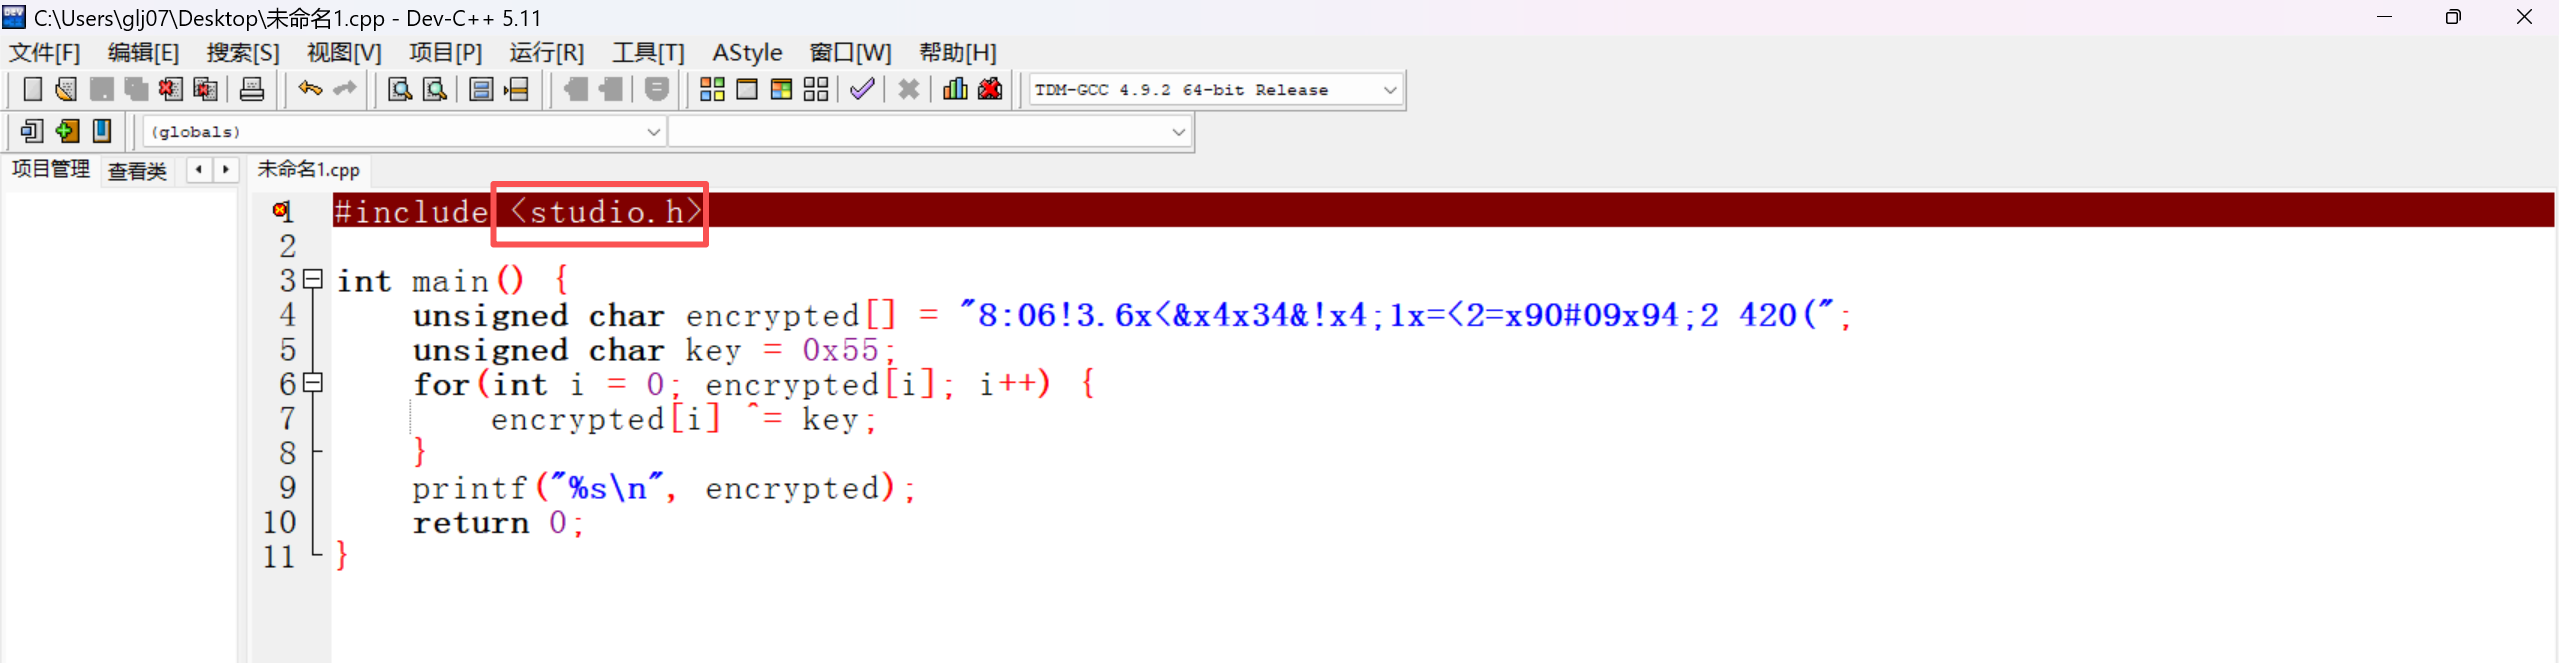 C:\Users\glj07\Desktop\未命名1.cpp - Dev-C++ 5.11
文件[F] 编辑[E] 搜索[S] 视图[V] 项目[P] 运行[R] 工具[T] AStyle 窗口[W] 帮助[H]
TDM-GCC 4.9.2 64-bit Release
(globals)
项目管理 查看类 未命名1.cpp
1 #include <studio.h>
2
3 int main() {
4 unsigned char encrypted[] = "8:06!3.6x<&x4x34&!x4;1x=<2=x90#09x94;2 420(";
5 unsigned char key = 0x55;
6 for(int i = 0; encrypted[i]; i++) {
7 encrypted[i] ^= key;
8 }
9 printf("%s\n", encrypted);
10 return 0;
11 }